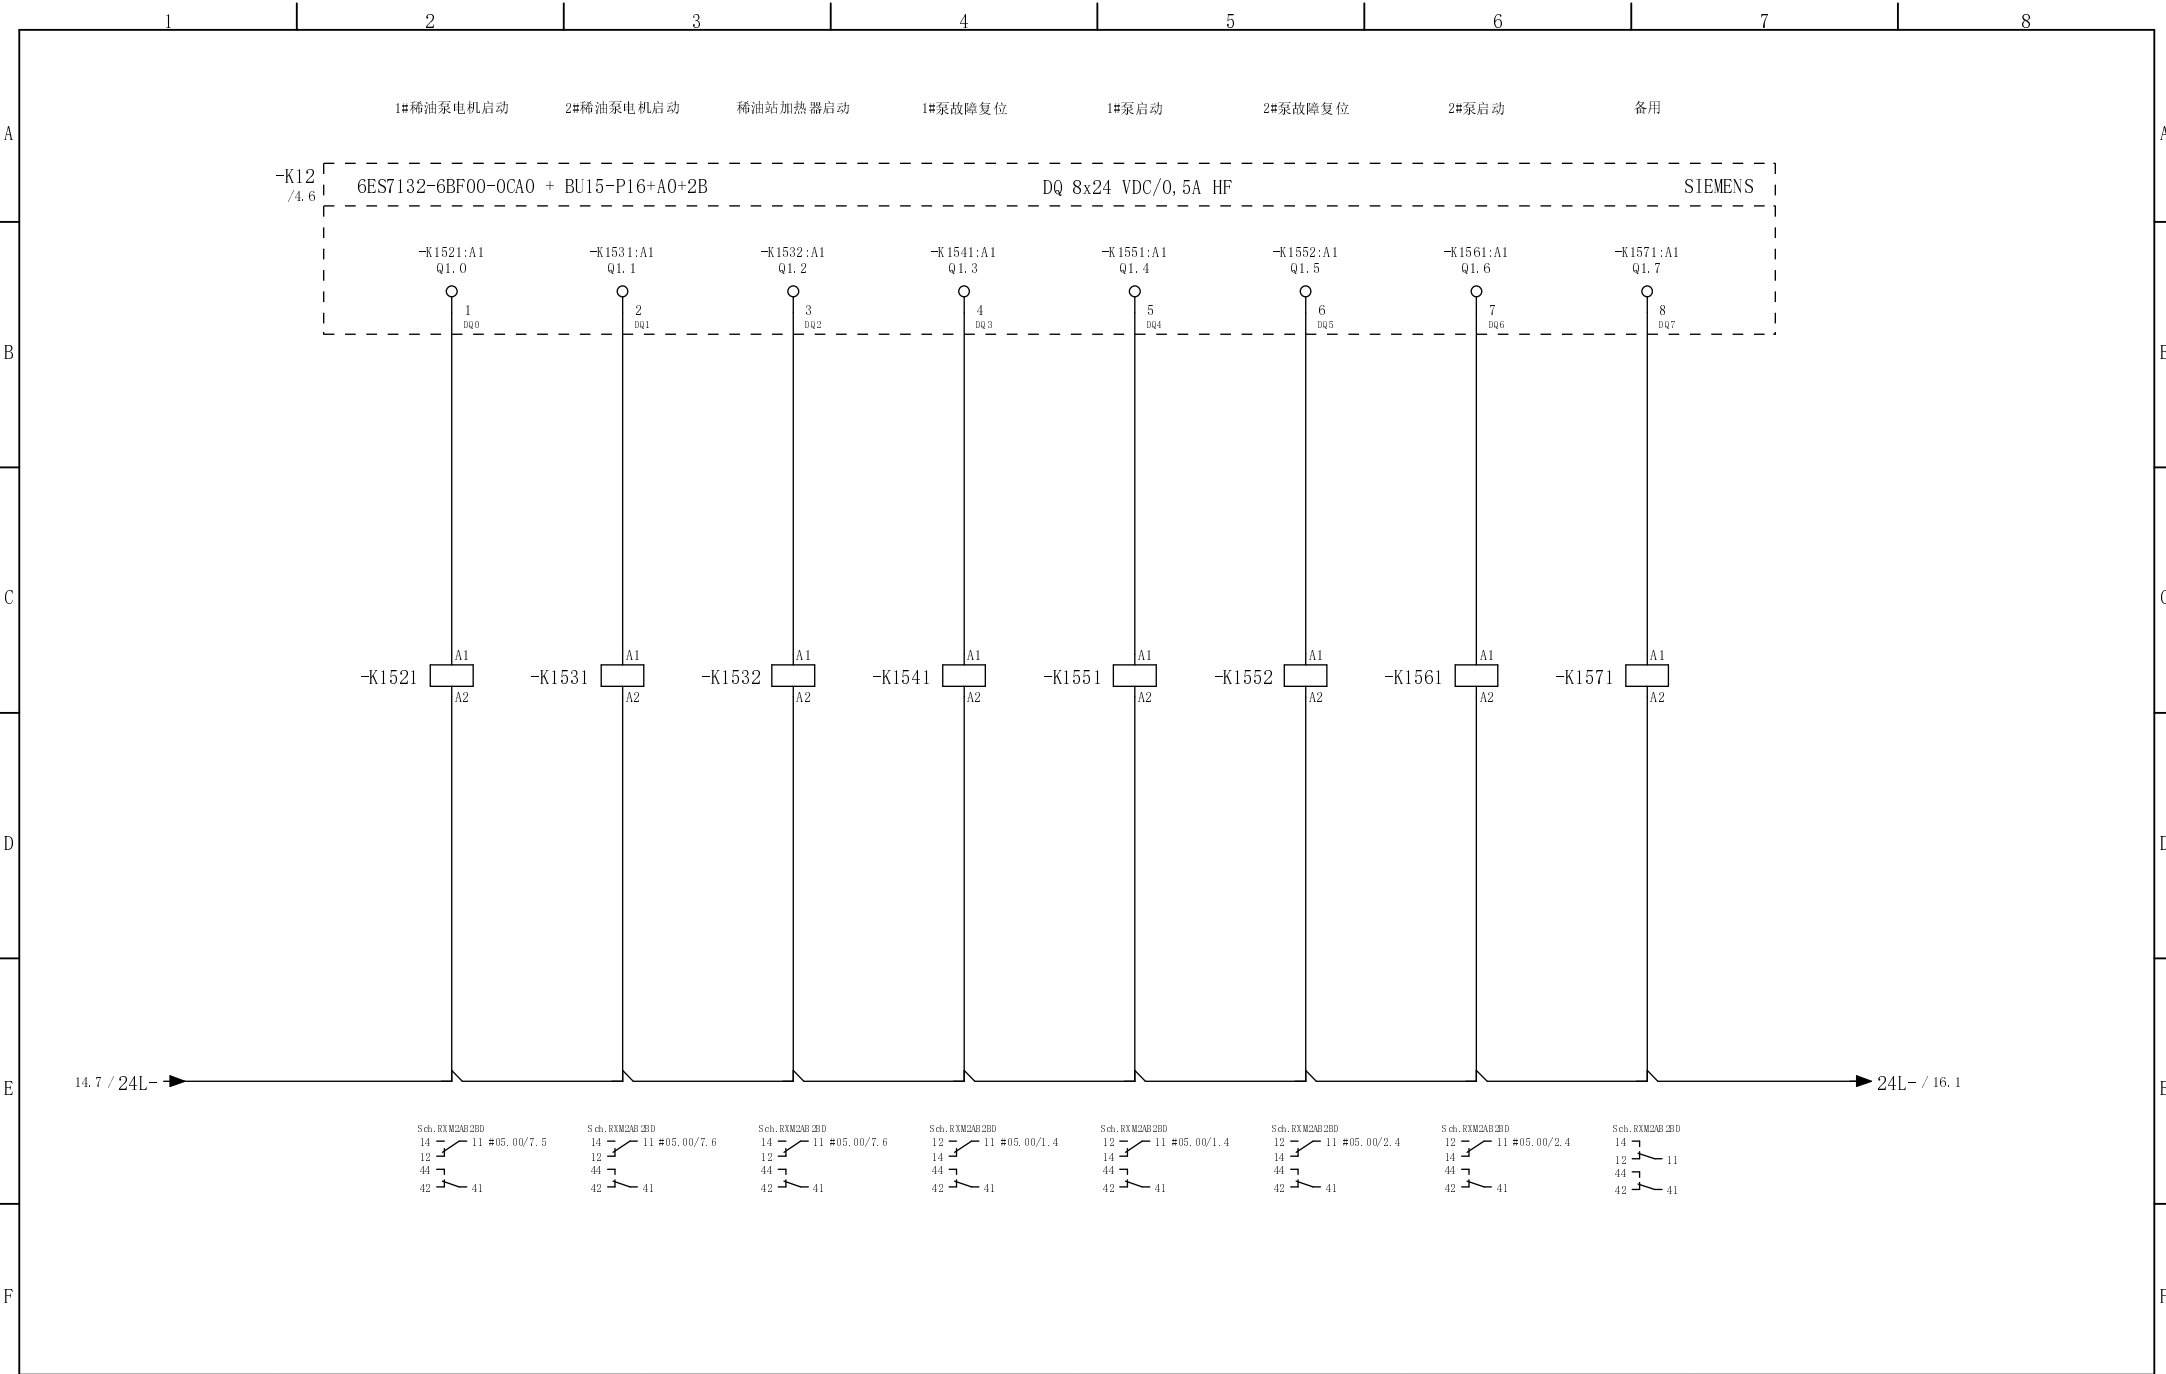 1 2 3 4 5 6 7 8
1#稀油泵电机启动 2#稀油泵电机启动 稀油站加热器启动 1#泵故障复位 1#泵启动 2#泵故障复位 2#泵启动 备用
A A
-K12 6ES7132-6BF00-0CA0 + BU15-P16+A0+2B DQ 8x24 VDC/0,5A HF SIEMENS
/4.6
-K1521:A1 -K1531:A1 -K1532:A1 -K1541:A1 -K1551:A1 -K1552:A1 -K1561:A1 -K1571:A1
Q1.0 Q1.1 Q1.2 Q1.3 Q1.4 Q1.5 Q1.6 Q1.7
1 2 3 4 5 6 7 8
DQ0 DQ1 DQ2 DQ3 DQ4 DQ5 DQ6 DQ7
B B
C C
A1 A1 A1 A1 A1 A1 A1 A1
-K1521 -K1531 -K1532 -K1541 -K1551 -K1552 -K1561 -K1571
A2 A2 A2 A2 A2 A2 A2 A2
D D
14.7 / 24L- 24L- / 16.1
E E
Sch.RXM2AB2BD Sch.RXM2AB2BD Sch.RXM2AB2BD Sch.RXM2AB2BD Sch.RXM2AB2BD Sch.RXM2AB2BD Sch.RXM2AB2BD Sch.RXM2AB2BD
14 11 #05.00/7.5 14 11 #05.00/7.6 14 11 #05.00/7.6 12 11 #05.00/1.4 12 11 #05.00/1.4 12 11 #05.00/2.4 12 11 #05.00/2.4 14
12 12 12 14 14 14 14 12 11
44 44 44 44 44 44 44 44
42 41 42 41 42 41 42 41 42 41 42 41 42 41 42 41
F F